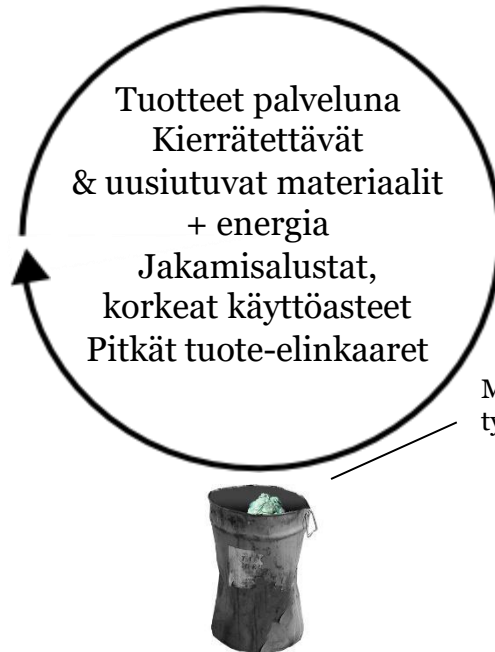 Tuotteet palveluna
Kierrätettävät
& uusiutuvat materiaalit
+ energia
Jakamisalustat,
korkeat käyttöasteet
Pitkät tuote-elinkaaret